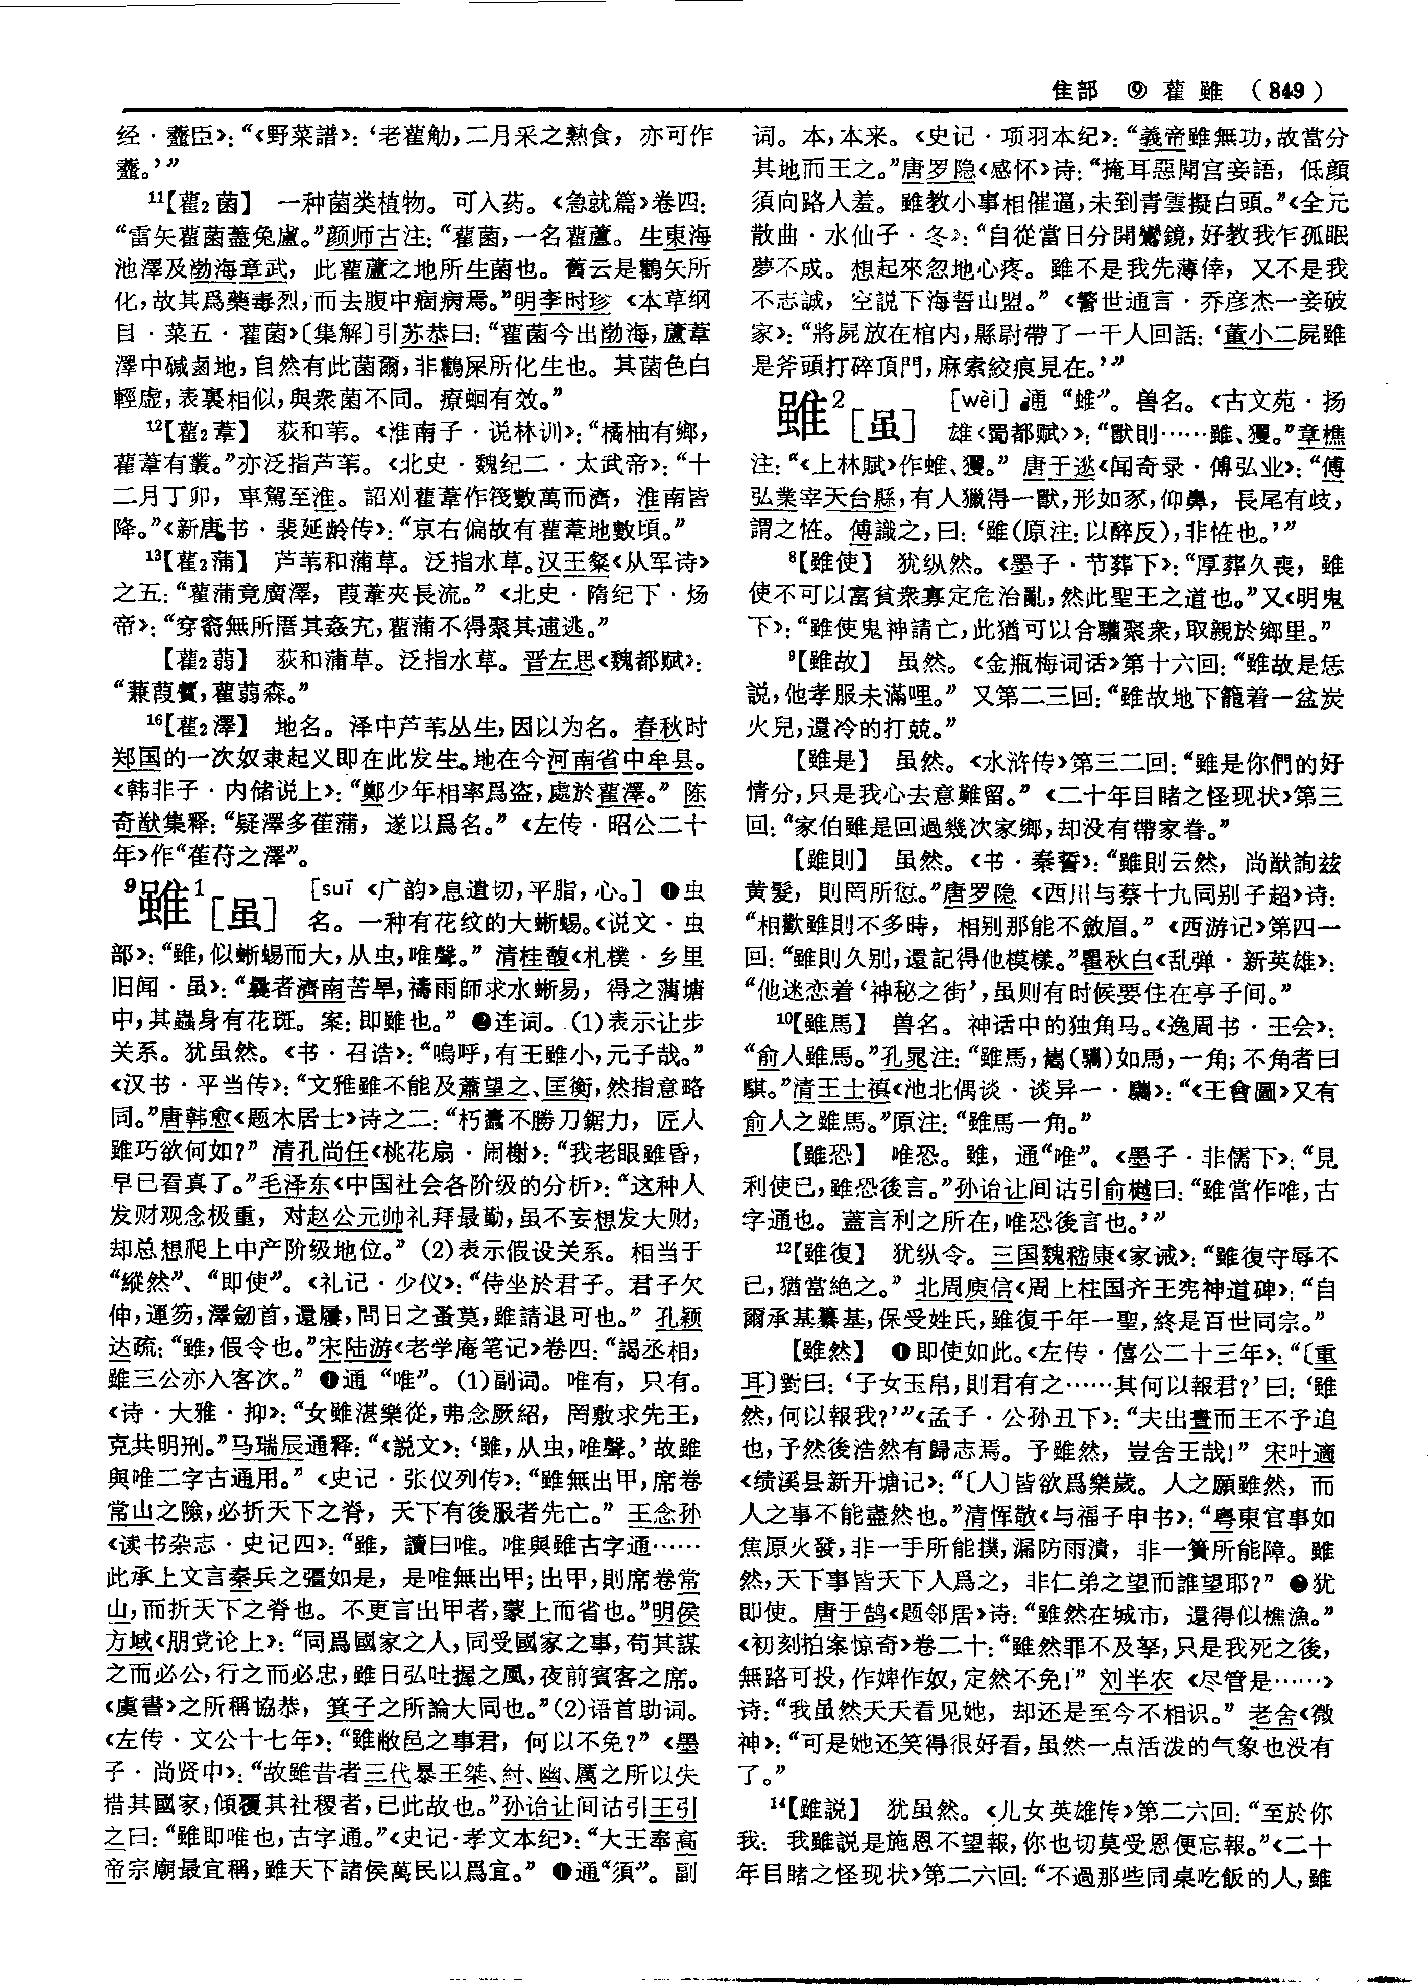 隹部　⑨　雚　雖　（849）
经·虀臣》：“《野菜譜》：‘老雚觔，二月采之熟食，亦可作
虀。’”
11【雚₂菌】　一种菌类植物。可入药。《急就篇》卷四：
“雷矢雚菌藎兔盧。”颜师古注：“雚菌，一名雚蘆。生東海
池澤及渤海章武，此雚蘆之地所生菌也。舊云是鸛矢所
化，故其爲藥毒烈，而去腹中痼病焉。”明李时珍《本草纲
目·菜五·雚菌》〔集解〕引苏恭曰：“雚菌今出渤海，蘆葦
澤中碱鹵地，自然有此菌爾，非鸛屎所化生也。其菌色白
輕虚，表裏相似，與衆菌不同。療蛔有效。”
12【雚₂葦】　荻和苇。《淮南子·说林训》：“橘柚有鄉，
雚葦有叢。”亦泛指芦苇。《北史·魏纪二·太武帝》：“十
二月丁卯，車駕至淮。詔刈雚葦作筏數萬而濟，淮南皆
降。”《新唐书·裴延龄传》：“京右偏故有雚葦地數頃。”
13【雚₂蒲】　芦苇和蒲草。泛指水草。汉王粲《从军诗》
之五：“雚蒲竟廣澤，葭葦夾長流。”《北史·隋纪下·炀
帝》：“穿窬無所厝其姦宄，雚蒲不得聚其逋逃。”
【雚₂蒻】　荻和蒲草。泛指水草。晋左思《魏都赋》：
“蒹葭贙，雚蒻森。”
16【雚₂澤】　地名。泽中芦苇丛生，因以为名。春秋时
郑国的一次奴隶起义即在此发生。地在今河南省中牟县。
《韩非子·内储说上》：“鄭少年相率爲盗，處於雚澤。”陈
奇猷集释：“疑澤多萑蒲，遂以爲名。”《左传·昭公二十
年》作“萑苻之澤”。
9雖1［虽］　［suī《广韵》息遺切，平脂，心。］❶虫
名。一种有花纹的大蜥蜴。《说文·虫
部》：“雖，似蜥蜴而大，从虫，唯聲。”清桂馥《札樸·乡里
旧闻·虽》：“曩者濟南苦旱，禱雨師求水蜥易，得之蒲塘
中，其蟲身有花斑。案：即雖也。”❷连词。（1）表示让步
关系。犹虽然。《书·召诰》：“嗚呼，有王雖小，元子哉。”
《汉书·平当传》：“文雅雖不能及蕭望之、匡衡，然指意略
同。”唐韩愈《题木居士》诗之二：“朽蠹不勝刀鋸力，匠人
雖巧欲何如？”清孔尚任《桃花扇·闹榭》：“我老眼雖昏，
早已看真了。”毛泽东《中国社会各阶级的分析》：“这种人
发财观念极重，对赵公元帅礼拜最勤，虽不妄想发大财，
却总想爬上中产阶级地位。”（2）表示假设关系。相当于
“縱然”、“即使”。《礼记·少仪》：“侍坐於君子。君子欠
伸，運笏，澤劒首，還屨，問日之蚤莫，雖請退可也。”孔颖
达疏：“雖，假令也。”宋陆游《老学庵笔记》卷四：“謁丞相，
雖三公亦入客次。”❸通“唯”。（1）副词。唯有，只有。
《诗·大雅·抑》：“女雖湛樂從，弗念厥紹，罔敷求先王，
克共明刑。”马瑞辰通释：“《説文》：‘雖，从虫，唯聲。’故雖
與唯二字古通用。”《史记·张仪列传》：“雖無出甲，席卷
常山之險，必折天下之脊，天下有後服者先亡。”王念孙
《读书杂志·史记四》：“雖，讀曰唯。唯與雖古字通……
此承上文言秦兵之彊如是，是唯無出甲；出甲，則席卷常
山，而折天下之脊也。不更言出甲者，蒙上而省也。”明侯
方域《朋党论上》：“同爲國家之人，同受國家之事，苟其謀
之而必公，行之而必忠，雖日弘吐握之風，夜前賓客之席。
《虞書》之所稱協恭，箕子之所論大同也。”（2）语首助词。
《左传·文公十七年》：“雖敝邑之事君，何以不免？”《墨
子·尚贤中》：“故雖昔者三代暴王桀、紂、幽、厲之所以失
措其國家，傾覆其社稷者，已此故也。”孙诒让间诂引王引
之曰：“雖即唯也，古字通。”《史记·孝文本纪》：“大王奉高
帝宗廟最宜稱，雖天下諸侯萬民以爲宜。”❹通“須”。副
词。本，本来。《史记·项羽本纪》：“義帝雖無功，故當分
其地而王之。”唐罗隐《感怀》诗：“掩耳惡聞宫妾語，低顔
須向路人羞。雖教小事相催逼，未到青雲擬白頭。”《全元
散曲·水仙子·冬》：“自從當日分開鸞鏡，好教我乍孤眠
夢不成。想起來忽地心疼。雖不是我先薄倖，又不是我
不志誠，空説下海誓山盟。”《警世通言·乔彦杰一妾破
家》：“將屍放在棺内，縣尉帶了一干人回話：‘董小二屍雖
是斧頭打碎頂門，麻索絞痕見在。’”
雖2［虽］　［wèi］通“蜼”。兽名。《古文苑·扬
雄〈蜀都赋〉》：“獸則……雖、玃。”章樵
注：“《上林賦》作蜼、玃。”唐于逖《闻奇录·傅弘业》：“傅
弘業宰天台縣，有人獵得一獸，形如豕，仰鼻，長尾有歧，
謂之恠。傅識之，曰：‘雖（原注：以醉反），非恠也。’”
8【雖使】　犹纵然。《墨子·节葬下》：“厚葬久喪，雖
使不可以富貧衆寡定危治亂，然此聖王之道也。”又《明鬼
下》：“雖使鬼神請亡，此猶可以合驩聚衆，取親於鄉里。”
9【雖故】　虽然。《金瓶梅词话》第十六回：“雖故是恁
説，他孝服未滿哩。”又第二三回：“雖故地下籠着一盆炭
火兒，還冷的打兢。”
【雖是】　虽然。《水浒传》第三二回：“雖是你們的好
情分，只是我心去意難留。”《二十年目睹之怪现状》第三
回：“家伯雖是回過幾次家鄉，却没有帶家眷。”
【雖則】　虽然。《书·秦誓》：“雖則云然，尚猷詢兹
黄髮，則罔所愆。”唐罗隐《西川与蔡十九同别子超》诗：
“相歡雖則不多時，相别那能不斂眉。”《西游记》第四一
回：“雖則久别，還記得他模樣。”瞿秋白《乱弹·新英雄》：
“他迷恋着‘神秘之街’，虽则有时候要住在亭子间。”
10【雖馬】　兽名。神话中的独角马。《逸周书·王会》：
“俞人雖馬。”孔晁注：“雖馬，巂（驨）如馬，一角；不角者曰
騏。”清王士禛《池北偶谈·谈异一·驨》：“《王會圖》又有
俞人之雖馬。”原注：“雖馬一角。”
【雖恐】　唯恐。雖，通“唯”。《墨子·非儒下》：“見
利使己，雖恐後言。”孙诒让间诂引俞樾曰：“雖當作唯，古
字通也。蓋言利之所在，唯恐後言也。’”
12【雖復】　犹纵令。三国魏嵇康《家诫》：“雖復守辱不
已，猶當絶之。”北周庾信《周上柱国齐王宪神道碑》：“自
爾承基纂基，保受姓氏，雖復千年一聖，終是百世同宗。”
【雖然】　❶即使如此。《左传·僖公二十三年》：“〔重
耳〕對曰：‘子女玉帛，則君有之……其何以報君？’曰：‘雖
然，何以報我？’”《孟子·公孙丑下》：“夫出晝而王不予追
也，予然後浩然有歸志焉。予雖然，豈舍王哉！”宋叶適
《绩溪县新开塘记》：“〔人〕皆欲爲樂歲。人之願雖然，而
人之事不能盡然也。”清恽敬《与福子申书》：“粤東官事如
焦原火發，非一手所能撲，漏防雨潰，非一簣所能障。雖
然，天下事皆天下人爲之，非仁弟之望而誰望耶？”❷犹
即使。唐于鹄《题邻居》诗：“雖然在城市，還得似樵漁。”
《初刻拍案惊奇》卷二十：“雖然罪不及孥，只是我死之後，
無路可投，作婢作奴，定然不免！”刘半农《尽管是……》
诗：“我虽然天天看见她，却还是至今不相识。”老舍《微
神》：“可是她还笑得很好看，虽然一点活泼的气象也没有
了。”
14【雖説】　犹虽然。《儿女英雄传》第二六回：“至於你
我：我雖説是施恩不望報，你也切莫受恩便忘報。”《二十
年目睹之怪现状》第二六回：“不過那些同桌吃飯的人，雖